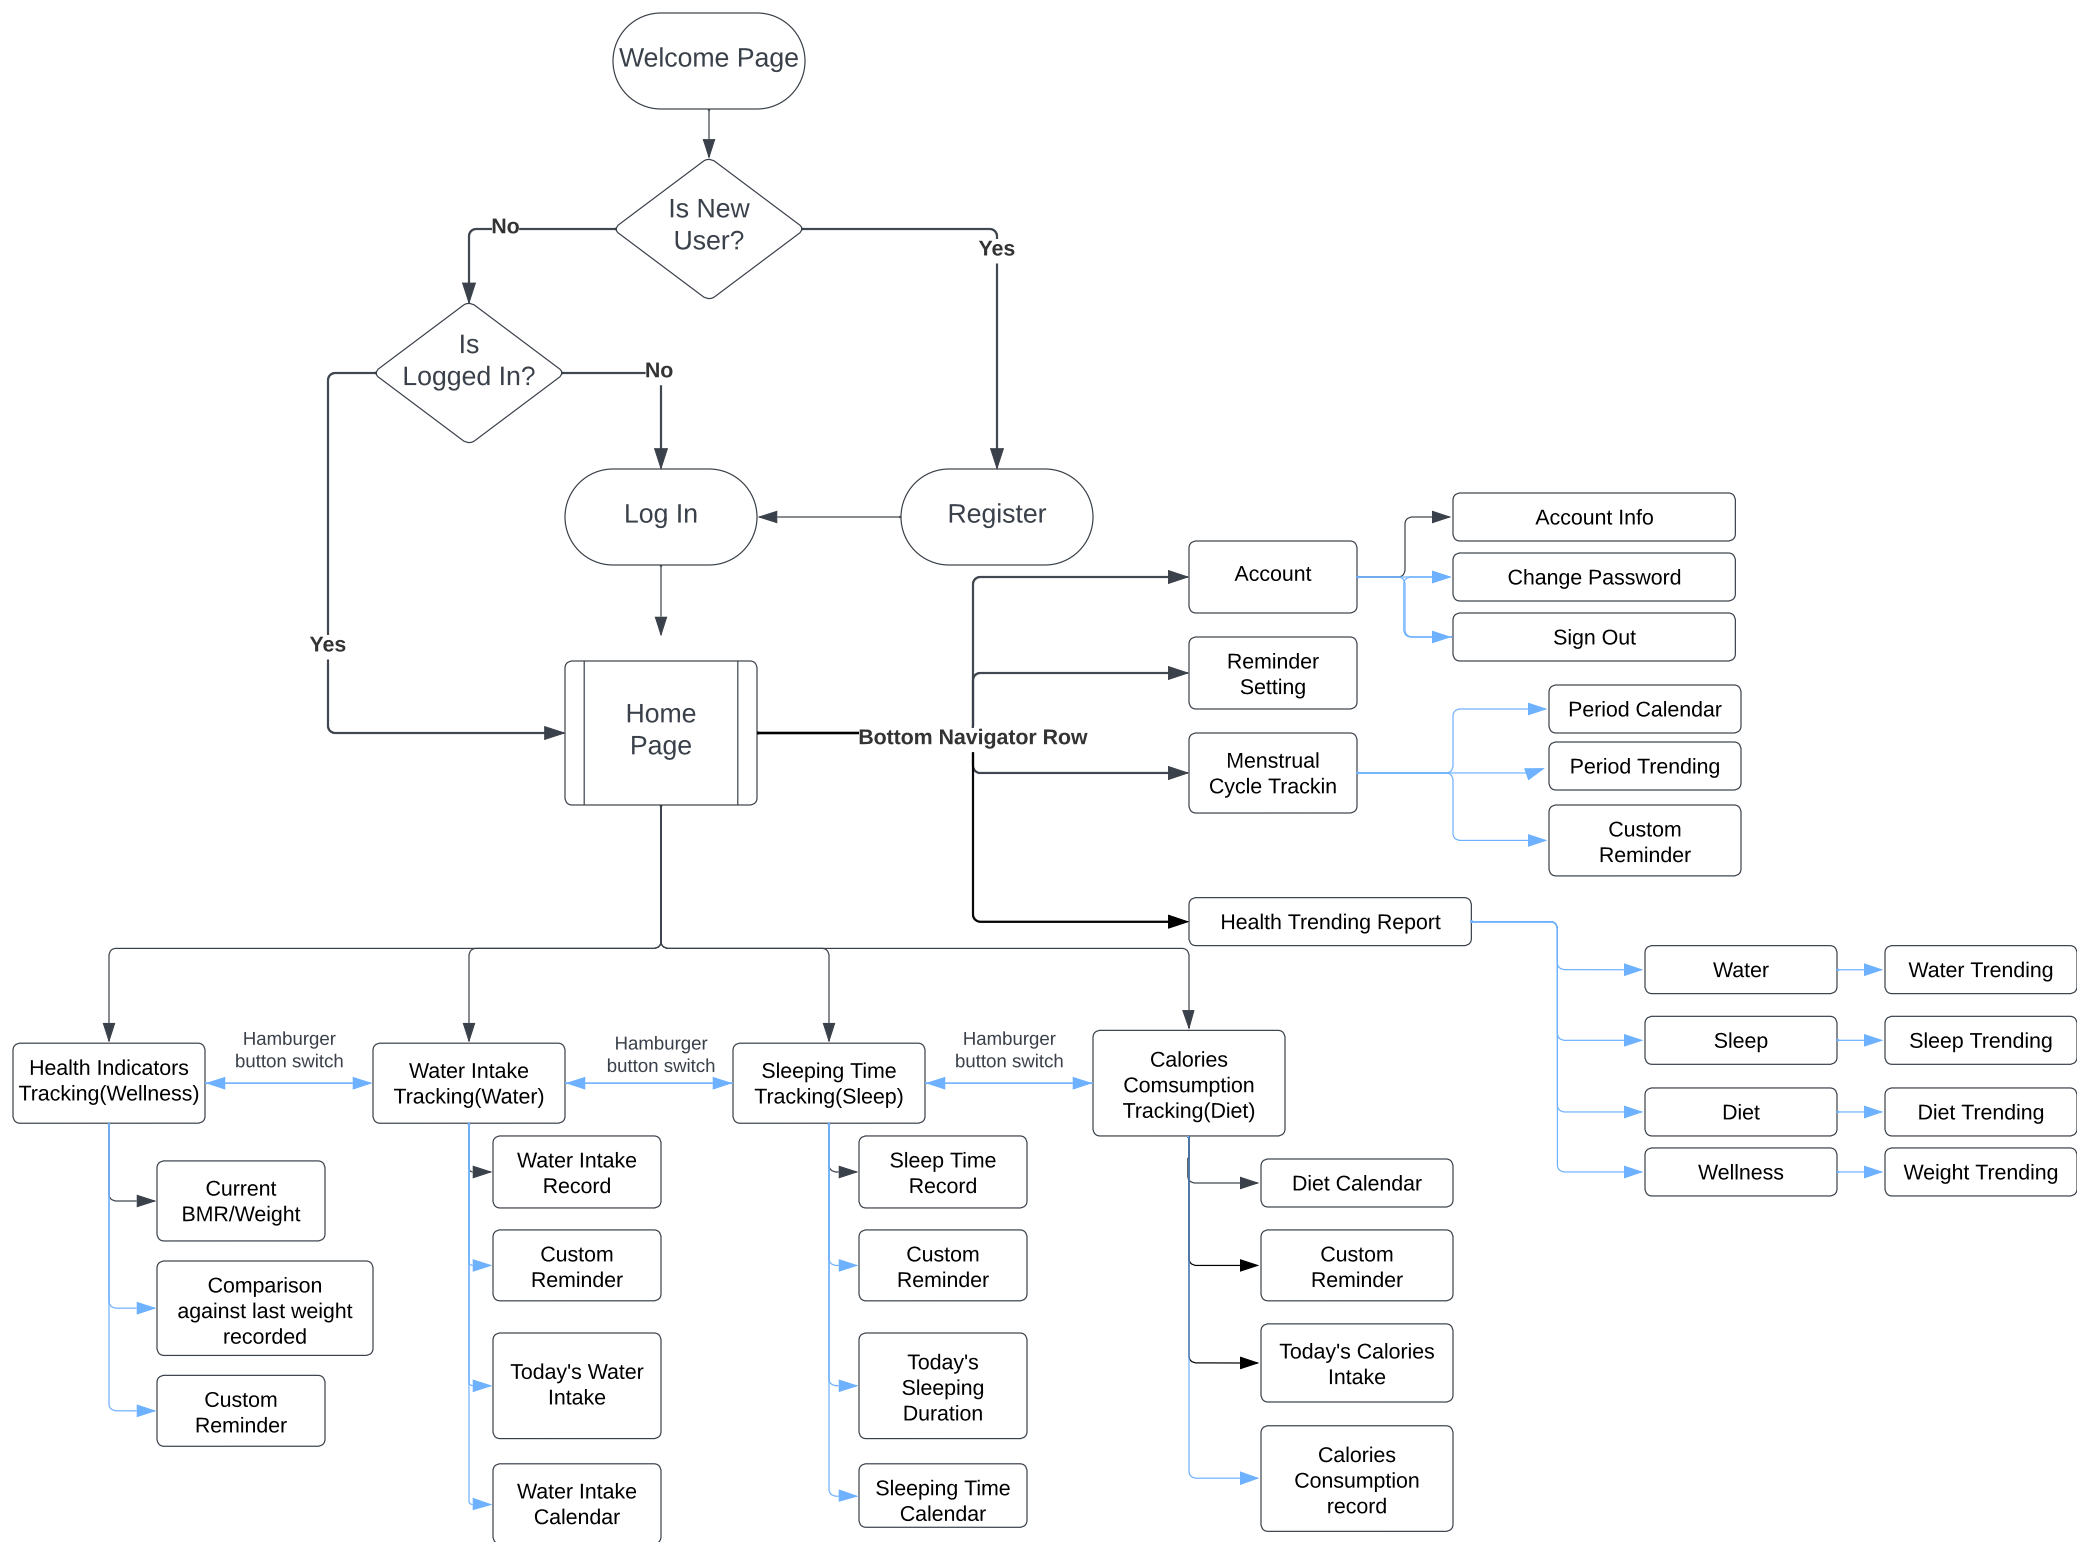 Welcome Page
Is New
User?
No
Yes
Is
Logged In?
No
Yes
Log In
Register
Home
Page
Bottom Navigator Row
Account
Account Info
Change Password
Sign Out
Reminder
Setting
Menstrual
Cycle Trackin
Period Calendar
Period Trending
Custom
Reminder
Health Trending Report
Water
Water Trending
Sleep
Sleep Trending
Diet
Diet Trending
Wellness
Weight Trending
Health Indicators
Tracking(Wellness)
Hamburger
button switch
Water Intake
Tracking(Water)
Hamburger
button switch
Sleeping Time
Tracking(Sleep)
Hamburger
button switch
Calories
Comsumption
Tracking(Diet)
Current
BMR/Weight
Comparison
against last weight
recorded
Custom
Reminder
Water Intake
Record
Custom
Reminder
Today's Water
Intake
Water Intake
Calendar
Sleep Time
Record
Custom
Reminder
Today's
Sleeping
Duration
Sleeping Time
Calendar
Diet Calendar
Custom
Reminder
Today's Calories
Intake
Calories
Consumption
record